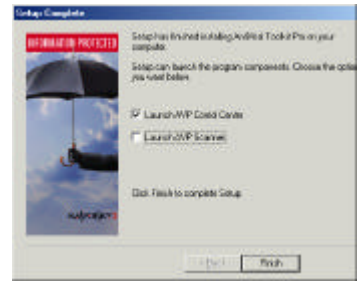 Setup Complete
INFORMATION PROTECTED
Setup has finished installing AntiViral Toolkit Pro on your
computer.
Setup can launch the program components. Choose the option
you want below.
Launch AVP Control Centre
Launch AVP Scanner
Click Finish to complete Setup.
< Back
Finish